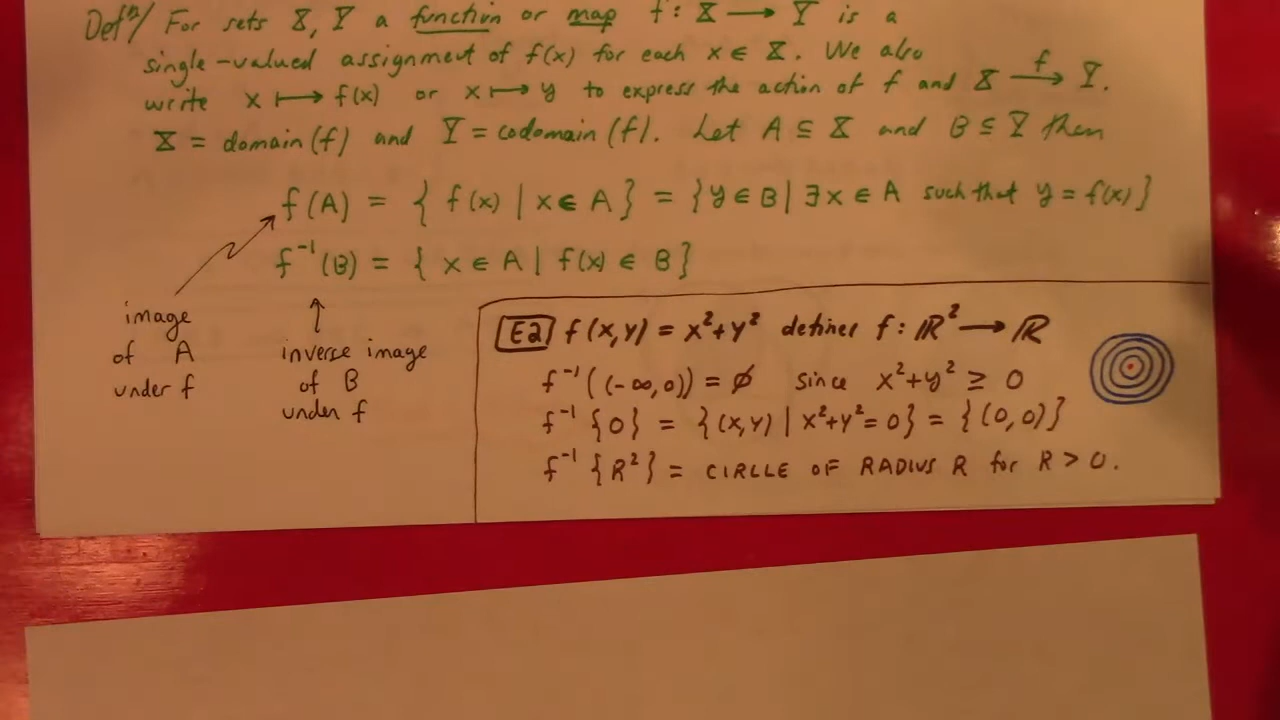 Defⁿ/ For sets X, Y a function or map f: X ⟶ Y is a
single-valued assignment of f(x) for each x ∈ X. We also
write x ⟼ f(x) or x ⟼ y to express the action of f and X —f→ Y.
X = domain(f) and Y = codomain(f). Let A ⊆ X and B ⊆ Y then
f(A) = { f(x) | x ∈ A } = { y ∈ B | ∃ x ∈ A such that y = f(x) }
f⁻¹(B) = { x ∈ A | f(x) ∈ B }
image
of A
under f
inverse image
of B
under f
E2 f(x,y) = x²+y² defines f: ℝ² ⟶ ℝ
f⁻¹((-∞,0)) = ∅ since x²+y² ≥ 0
f⁻¹{0} = {(x,y) | x²+y²=0} = {(0,0)}
f⁻¹{R²} = CIRLLE OF RADIUS R for R > 0.